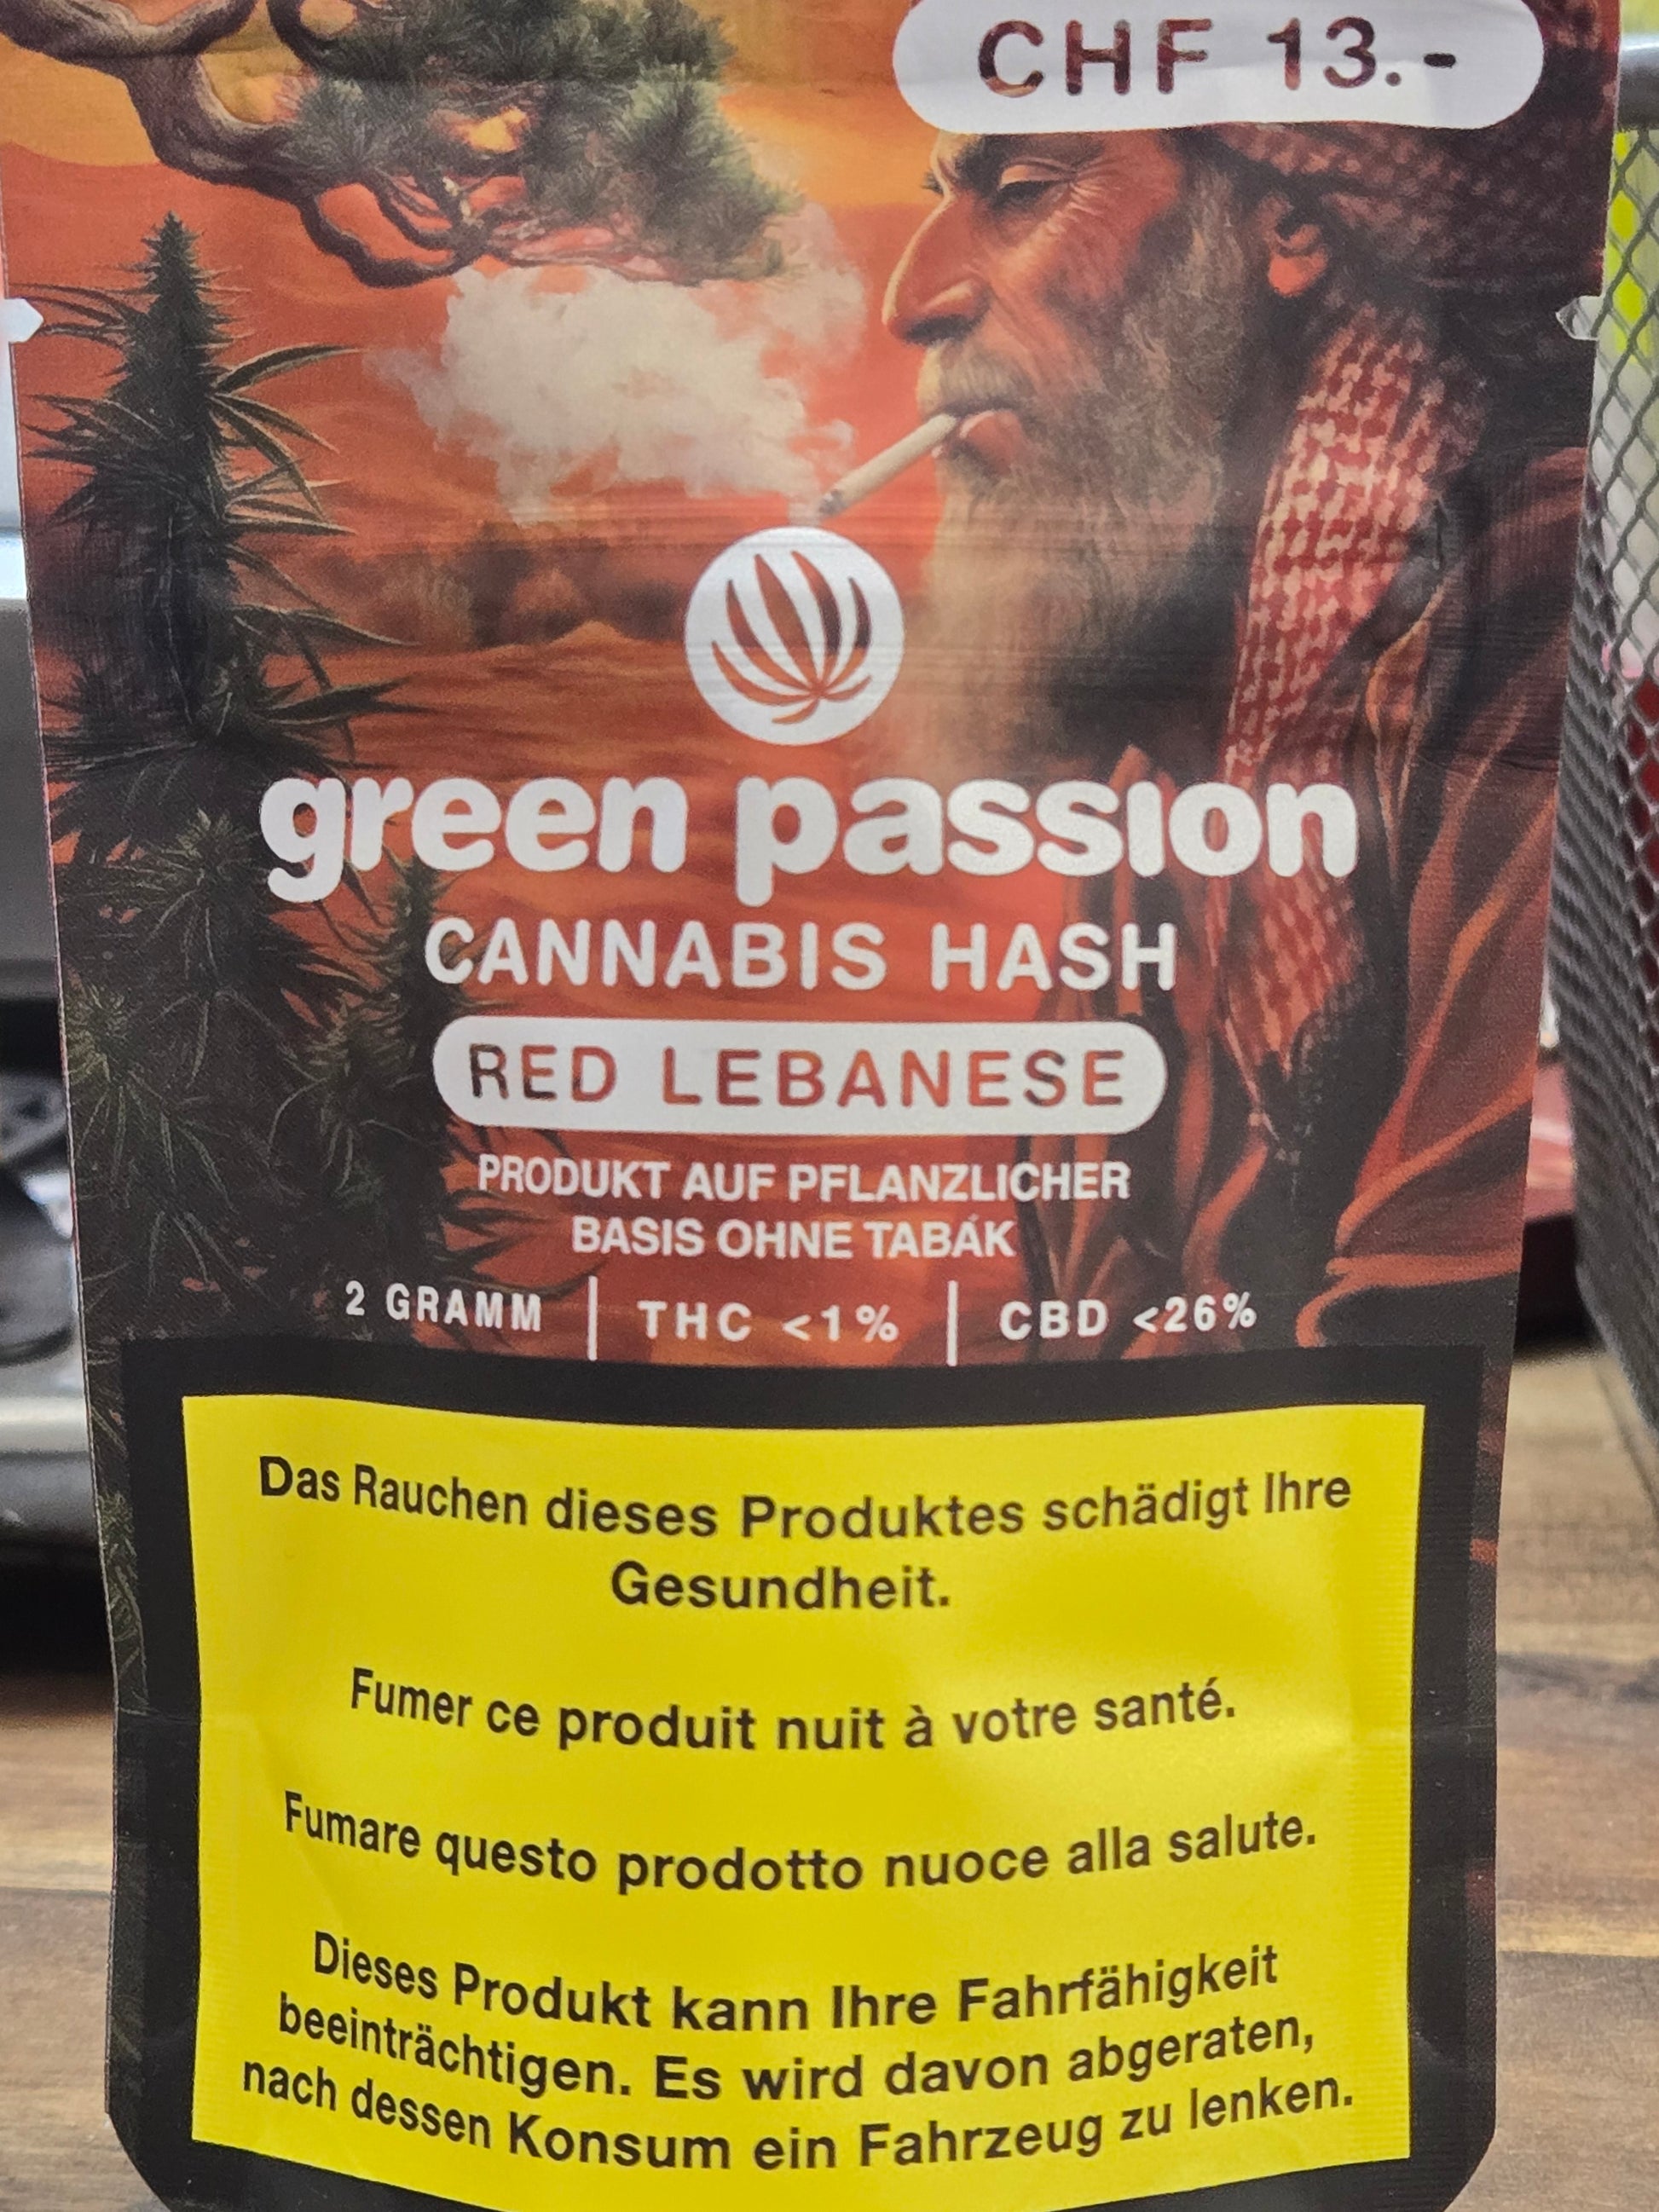 CHF 13.-
green passion
CANNABIS HASH
RED LEBANESE
PRODUKT AUF PFLANZLICHER
BASIS OHNE TABÁK
2 GRAMM | THC <1% | CBD <26%
Das Rauchen dieses Produktes schädigt Ihre
Gesundheit.
Fumer ce produit nuit à votre santé.
Fumare questo prodotto nuoce alla salute.
Dieses Produkt kann Ihre Fahrfähigkeit
beeinträchtigen. Es wird davon abgeraten,
nach dessen Konsum ein Fahrzeug zu lenken.